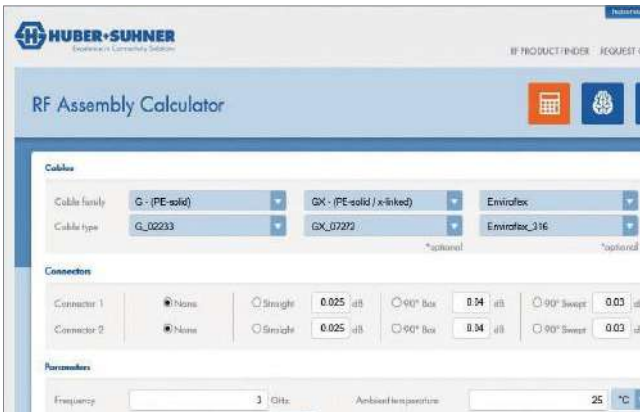 HUBER+SUHNER
Excellence in Connectivity Solutions
RF PRODUCT FINDER REQUEST
RF Assembly Calculator
Cables
Cable family G - (PE-solid) GX - (PE-solid / x-linked) Enviroflex
Cable type G_02233 GX_07272 Enviroflex_316
*optional *optional
Connectors
Connector 1 None Straight 0.025 dB 90° Box 0.04 dB 90° Swept 0.03
Connector 2 None Straight 0.025 dB 90° Box 0.04 dB 90° Swept 0.03
Parameters
Frequency 3 GHz Ambient temperature 25 °C